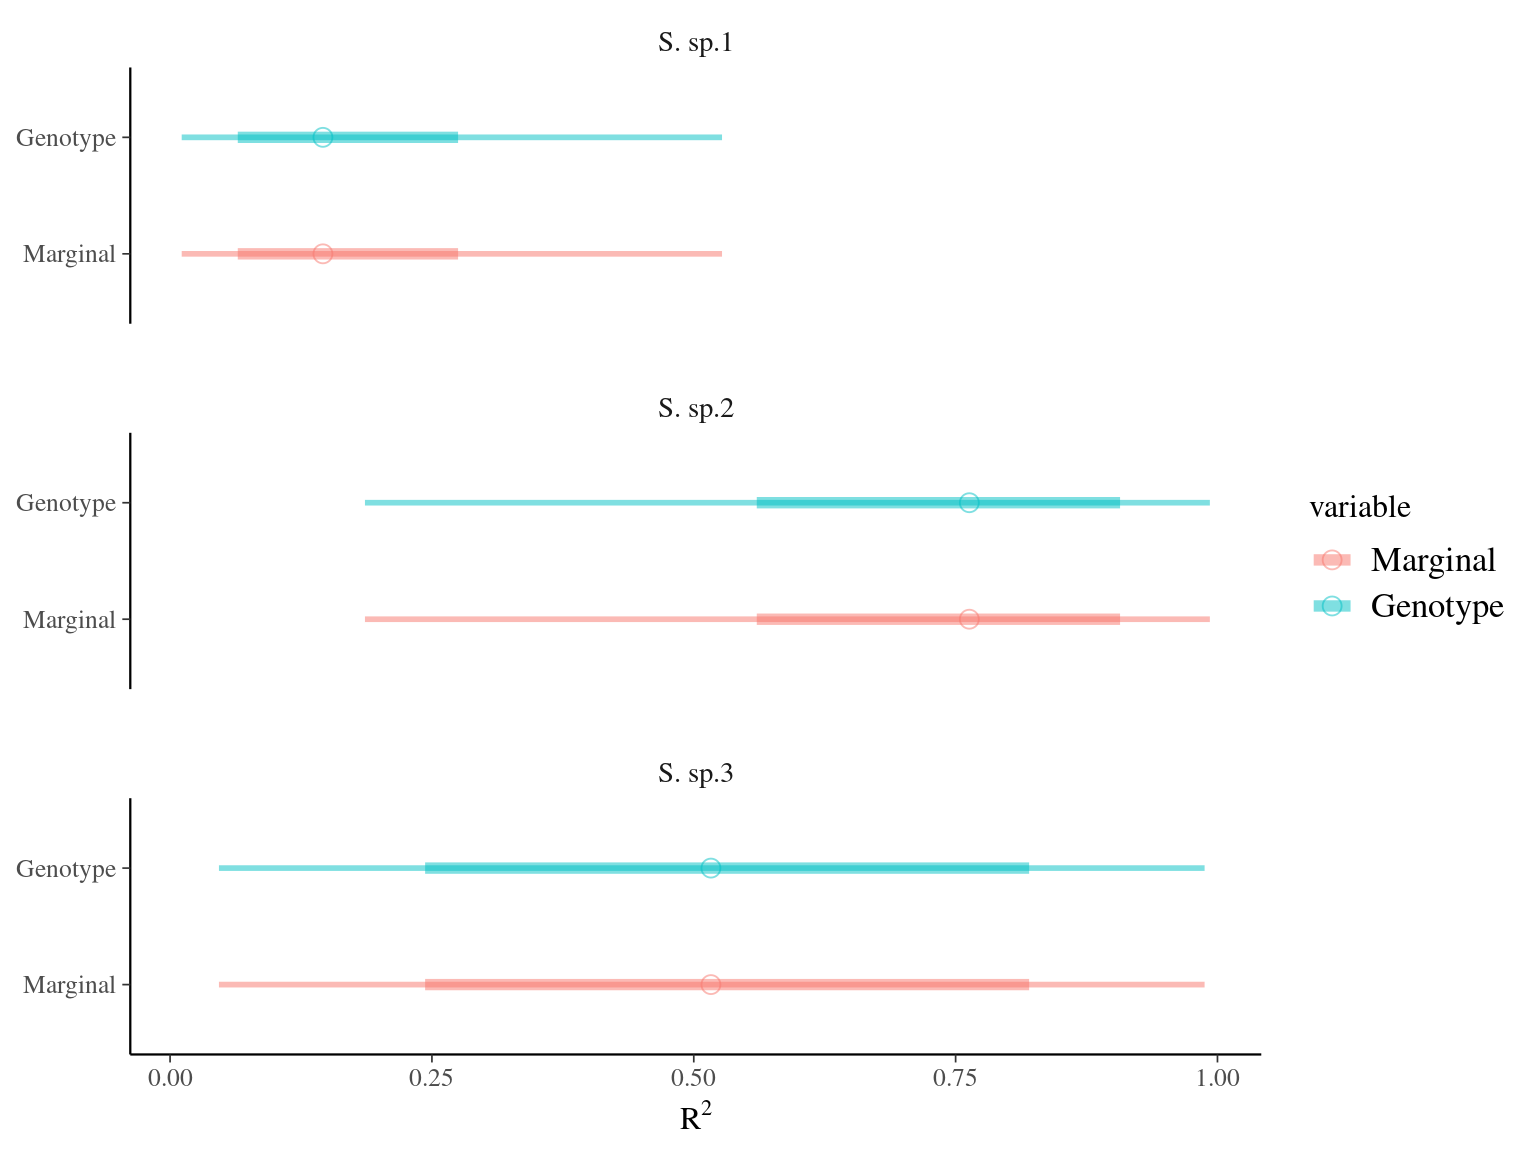 S. sp.1
Genotype
Marginal
S. sp.2
Genotype
Marginal
S. sp.3
Genotype
Marginal
0.00 0.25 0.50 0.75 1.00
R²
variable
Marginal
Genotype